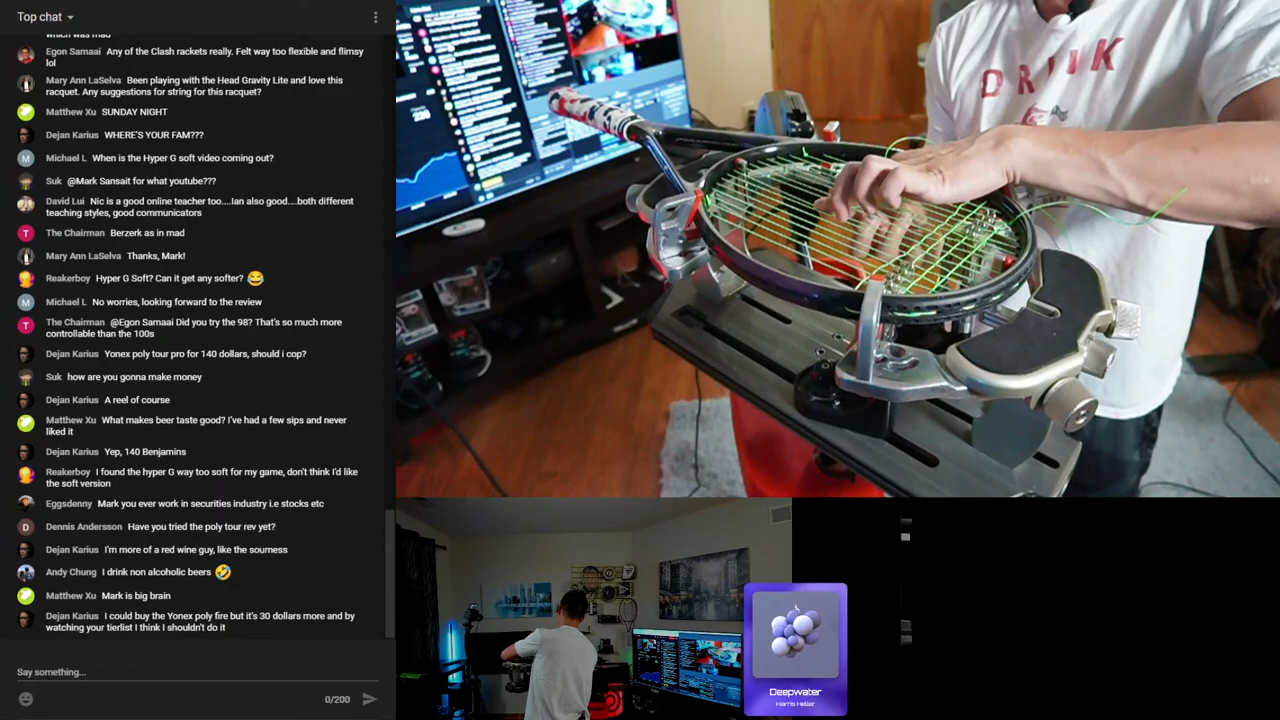 Top chat
which was mad
Egon Samaai Any of the Clash rackets really. Felt way too flexible and flimsy
lol
Mary Ann LaSelva Been playing with the Head Gravity Lite and love this
racquet. Any suggestions for string for this racquet?
Matthew Xu SUNDAY NIGHT
Dejan Karius WHERE'S YOUR FAM???
M Michael L When is the Hyper G soft video coming out?
Suk @Mark Sansait for what youtube???
David Lui Nic is a good online teacher too....Ian also good....both different
teaching styles, good communicators
T The Chairman Berzerk as in mad
Mary Ann LaSelva Thanks, Mark!
Reakerboy Hyper G Soft? Can it get any softer? 😂
M Michael L No worries, looking forward to the review
T The Chairman @Egon Samaai Did you try the 98? That's so much more
controllable than the 100s
Dejan Karius Yonex poly tour pro for 140 dollars, should i cop?
Suk how are you gonna make money
Dejan Karius A reel of course
Matthew Xu What makes beer taste good? I've had a few sips and never
liked it
Dejan Karius Yep, 140 Benjamins
Reakerboy I found the hyper G way too soft for my game, don't think I'd like
the soft version
Eggsdenny Mark you ever work in securities industry i.e stocks etc
D Dennis Andersson Have you tried the poly tour rev yet?
Dejan Karius I'm more of a red wine guy, like the sourness
Andy Chung I drink non alcoholic beers 🤣
Matthew Xu Mark is big brain
Dejan Karius I could buy the Yonex poly fire but it's 30 dollars more and by
watching your tierlist I think I shouldn't do it
Say something...
0/200
Deepwater
Harris Heller